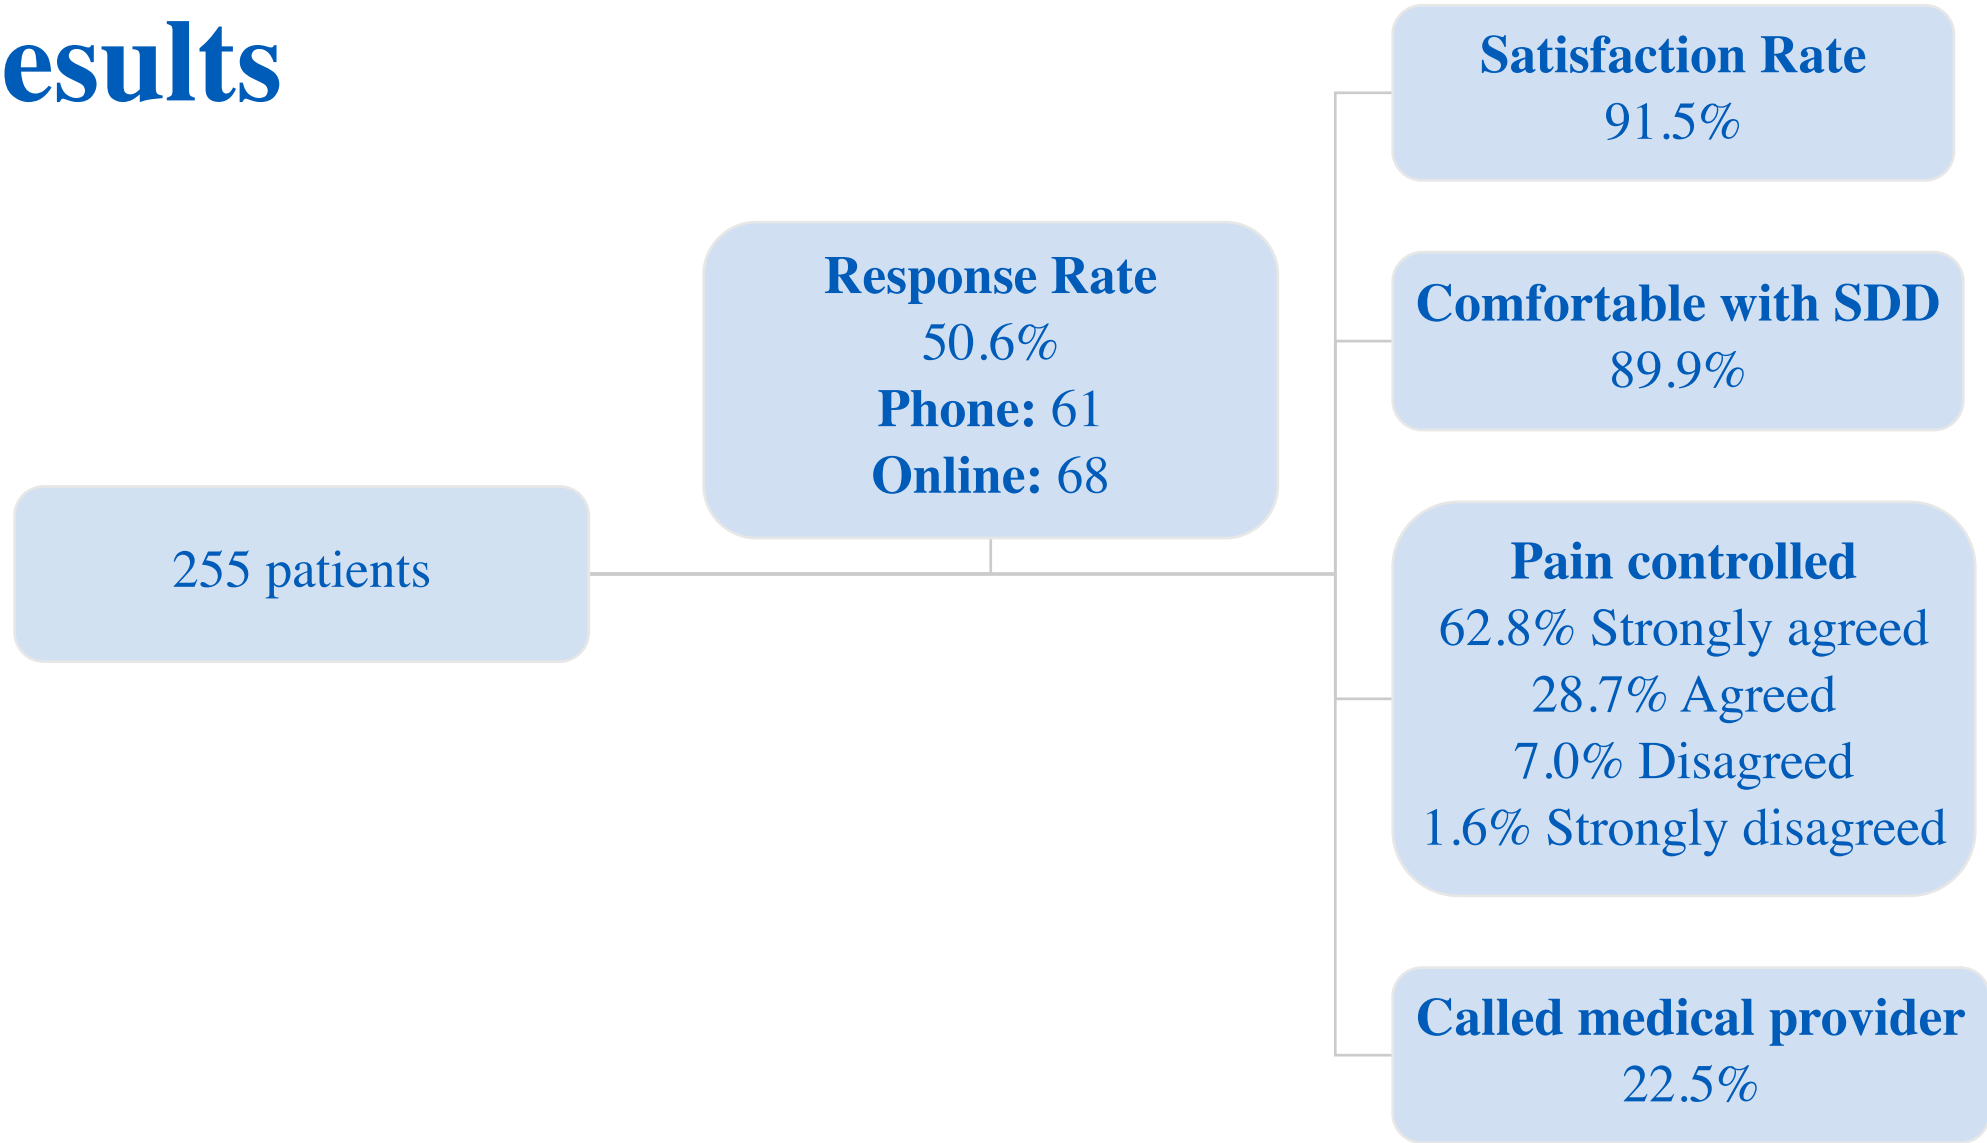 esults
255 patients
Response Rate
50.6%
Phone: 61
Online: 68
Satisfaction Rate
91.5%
Comfortable with SDD
89.9%
Pain controlled
62.8% Strongly agreed
28.7% Agreed
7.0% Disagreed
1.6% Strongly disagreed
Called medical provider
22.5%